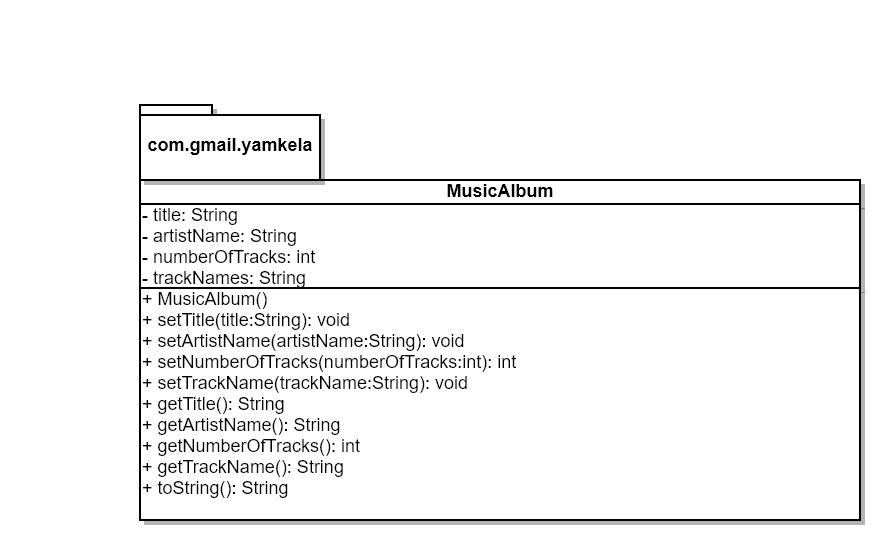 com.gmail.yamkela
MusicAlbum
- title: String
- artistName: String
- numberOfTracks: int
- trackNames: String
+ MusicAlbum()
+ setTitle(title:String): void
+ setArtistName(artistName:String): void
+ setNumberOfTracks(numberOfTracks:int): int
+ setTrackName(trackName:String): void
+ getTitle(): String
+ getArtistName(): String
+ getNumberOfTracks(): int
+ getTrackName(): String
+ toString(): String